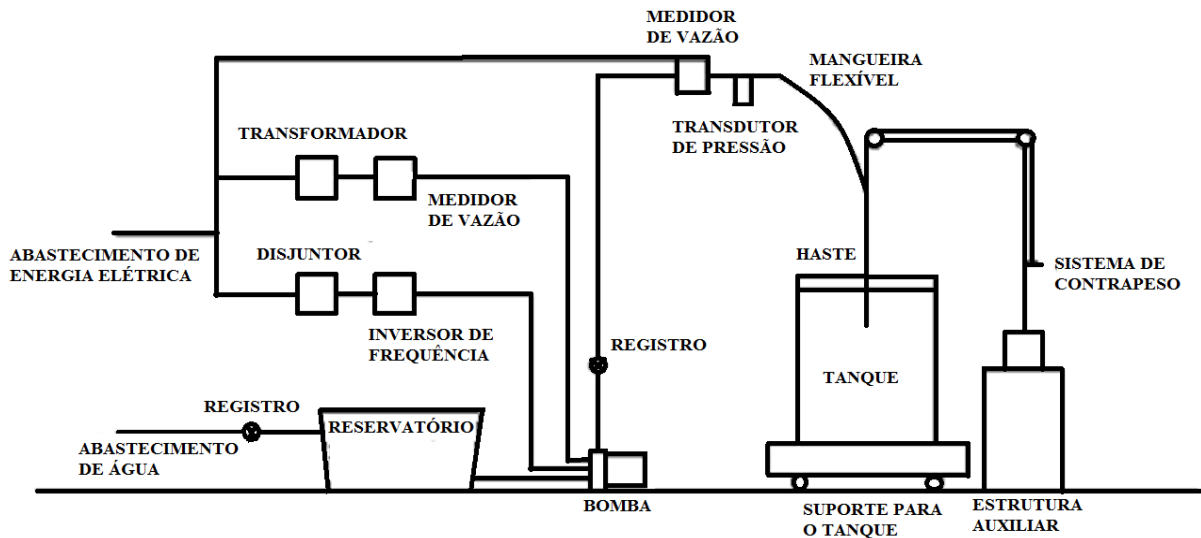 MEDIDOR
DE VAZÃO
MANGUEIRA
FLEXÍVEL
TRANSFORMADOR
TRANSDUTOR
DE PRESSÃO
MEDIDOR
DE VAZÃO
ABASTECIMENTO DE
ENERGIA ELÉTRICA
DISJUNTOR
HASTE
SISTEMA DE
CONTRAPESO
INVERSOR DE
FREQUÊNCIA
REGISTRO
TANQUE
REGISTRO
RESERVATÓRIO
ABASTECIMENTO
DE ÁGUA
BOMBA
SUPORTE PARA
O TANQUE
ESTRUTURA
AUXILIAR